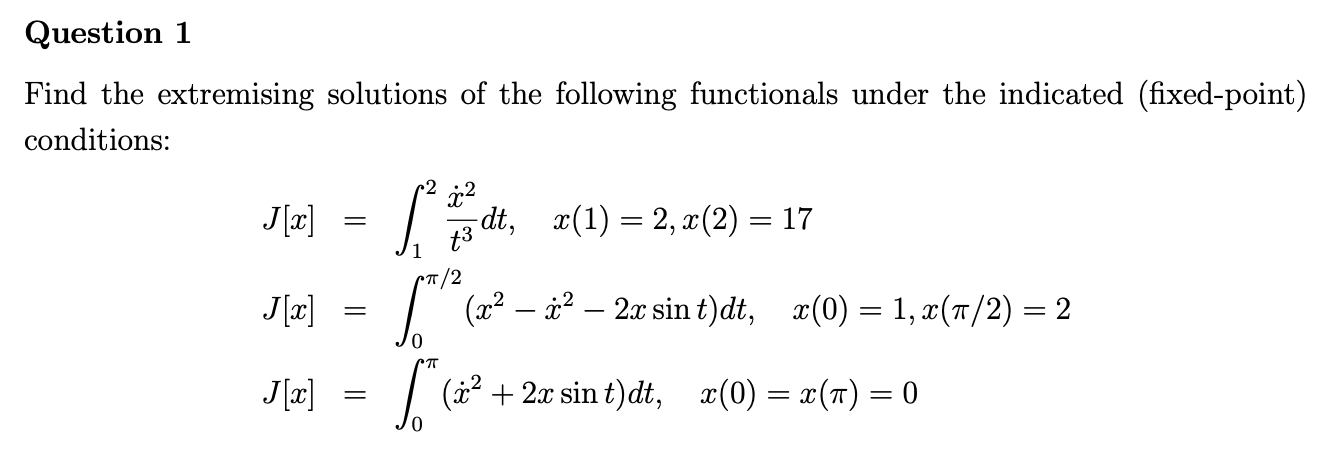 Question 1
Find the extremising solutions of the following functionals under the indicated (fixed-point)
conditions:
J[x] = ∫₁² ẋ²/t³ dt, x(1) = 2, x(2) = 17
J[x] = ∫₀^{π/2} (x² − ẋ² − 2x sin t)dt, x(0) = 1, x(π/2) = 2
J[x] = ∫₀^π (ẋ² + 2x sin t)dt, x(0) = x(π) = 0